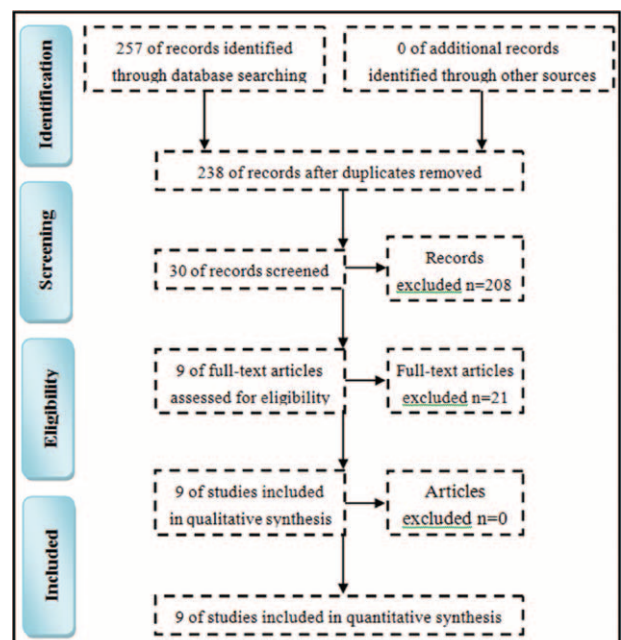 Identification
257 of records identified
through database searching
0 of additional records
identified through other sources
238 of records after duplicates removed
Screening
30 of records screened
Records
excluded n=208
Eligibility
9 of full-text articles
assessed for eligibility
Full-text articles
excluded n=21
9 of studies included
in qualitative synthesis
Articles
excluded n=0
Included
9 of studies included in quantitative synthesis